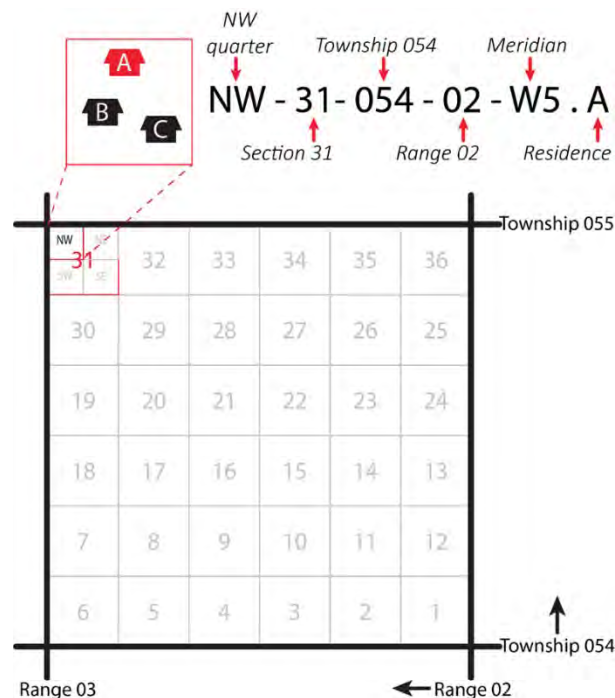 NW
quarter
Township 054
Meridian
NW - 31- 054 - 02 - W5 . A
Section 31
Range 02
Residence
A
B
C
Township 055
NW NE
31
SW SE
32 33 34 35 36
30 29 28 27 26 25
19 20 21 22 23 24
18 17 16 15 14 13
7 8 9 10 11 12
6 5 4 3 2 1
Township 054
Range 03
Range 02